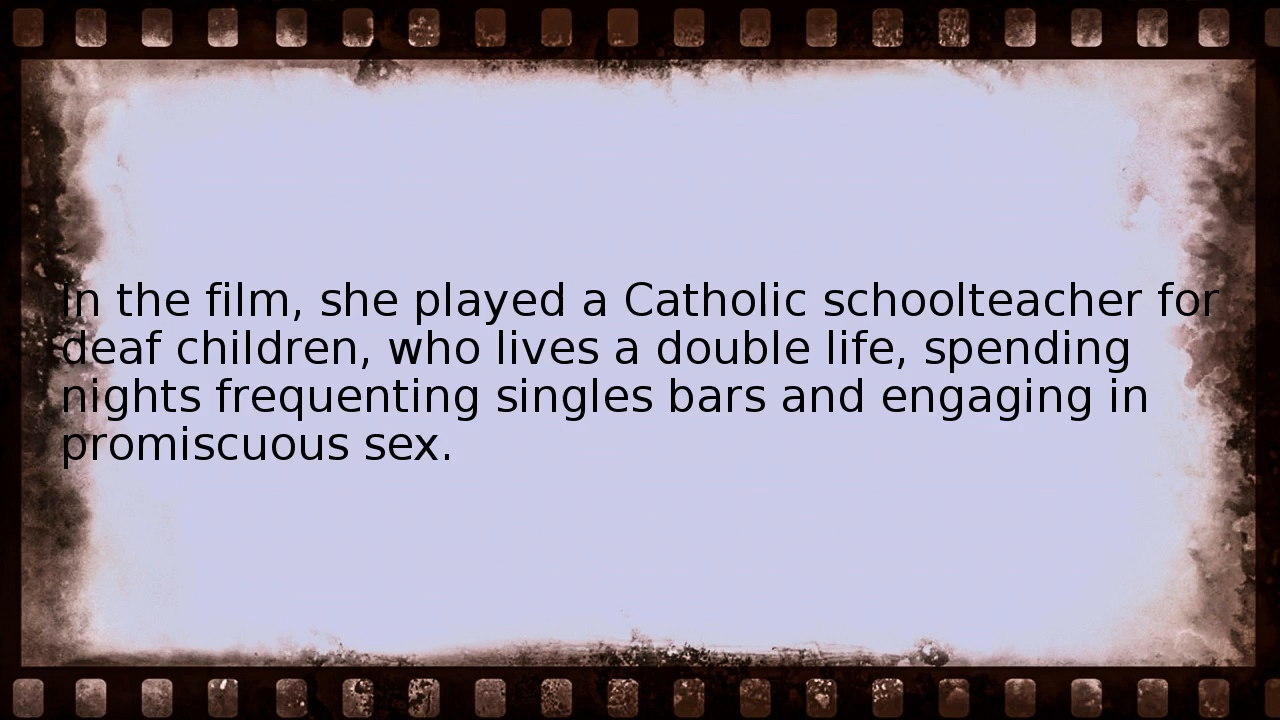 In the film, she played a Catholic schoolteacher for
deaf children, who lives a double life, spending
nights frequenting singles bars and engaging in
promiscuous sex.